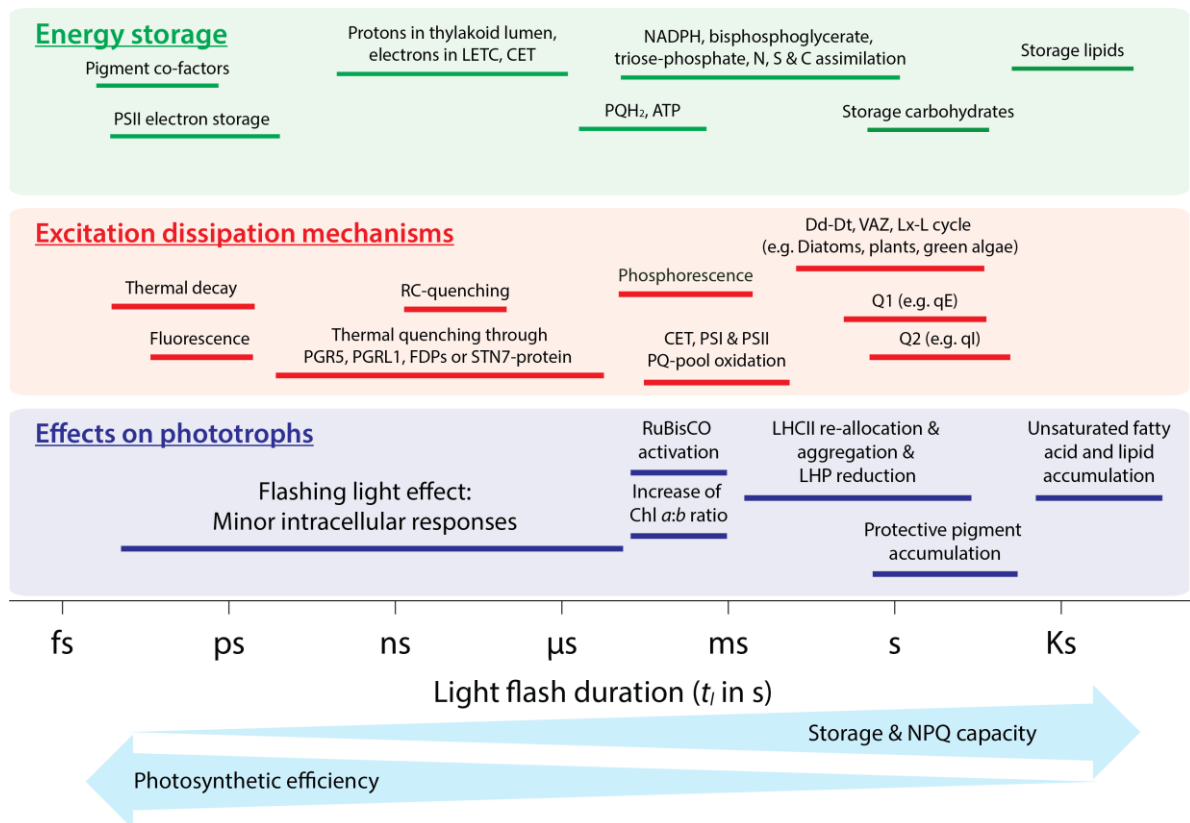 Energy storage
Pigment co-factors
PSII electron storage
Protons in thylakoid lumen,
electrons in LETC, CET
NADPH, bisphosphoglycerate,
triose-phosphate, N, S & C assimilation
PQH₂, ATP
Storage lipids
Storage carbohydrates
Excitation dissipation mechanisms
Thermal decay
Fluorescence
RC-quenching
Thermal quenching through
PGR5, PGRL1, FDPs or STN7-protein
Phosphorescence
CET, PSI & PSII
PQ-pool oxidation
Dd-Dt, VAZ, Lx-L cycle
(e.g. Diatoms, plants, green algae)
Q1 (e.g. qE)
Q2 (e.g. qI)
Effects on phototrophs
Flashing light effect:
Minor intracellular responses
RuBisCO
activation
Increase of
Chl a:b ratio
LHCII re-allocation &
aggregation &
LHP reduction
Protective pigment
accumulation
Unsaturated fatty
acid and lipid
accumulation
fs ps ns µs ms s Ks
Light flash duration (tₗ in s)
Storage & NPQ capacity
Photosynthetic efficiency